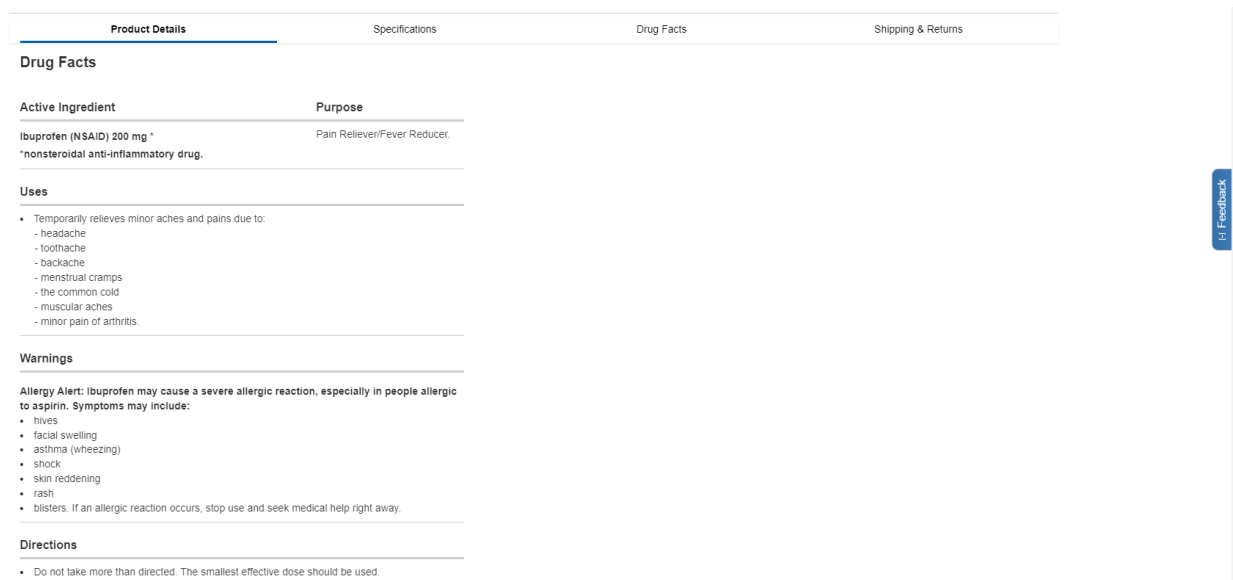 Product Details Specifications Drug Facts Shipping & Returns
Drug Facts
Active Ingredient Purpose
Ibuprofen (NSAID) 200 mg * Pain Reliever/Fever Reducer.
*nonsteroidal anti-inflammatory drug.
Uses
• Temporarily relieves minor aches and pains due to:
- headache
- toothache
- backache
- menstrual cramps
- the common cold
- muscular aches
- minor pain of arthritis.
Warnings
Allergy Alert: Ibuprofen may cause a severe allergic reaction, especially in people allergic
to aspirin. Symptoms may include:
• hives
• facial swelling
• asthma (wheezing)
• shock
• skin reddening
• rash
• blisters. If an allergic reaction occurs, stop use and seek medical help right away.
Directions
• Do not take more than directed. The smallest effective dose should be used.
[-] Feedback